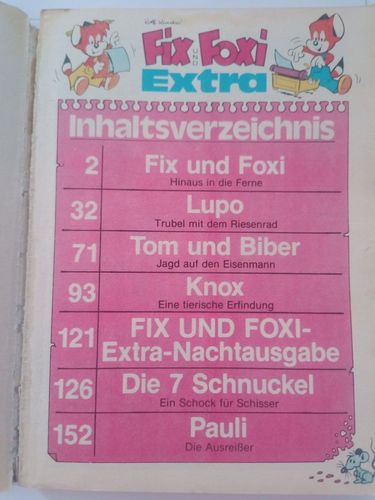 Fix und Foxi
Extra
Inhaltsverzeichnis
2 Fix und Foxi
Hinaus in die Ferne
32 Lupo
Trubel mit dem Riesenrad
71 Tom und Biber
Jagd auf den Eisenmann
93 Knox
Eine tierische Erfindung
121 FIX UND FOXI-
Extra-Nachtausgabe
126 Die 7 Schnuckel
Ein Schock für Schisser
152 Pauli
Die Ausreißer